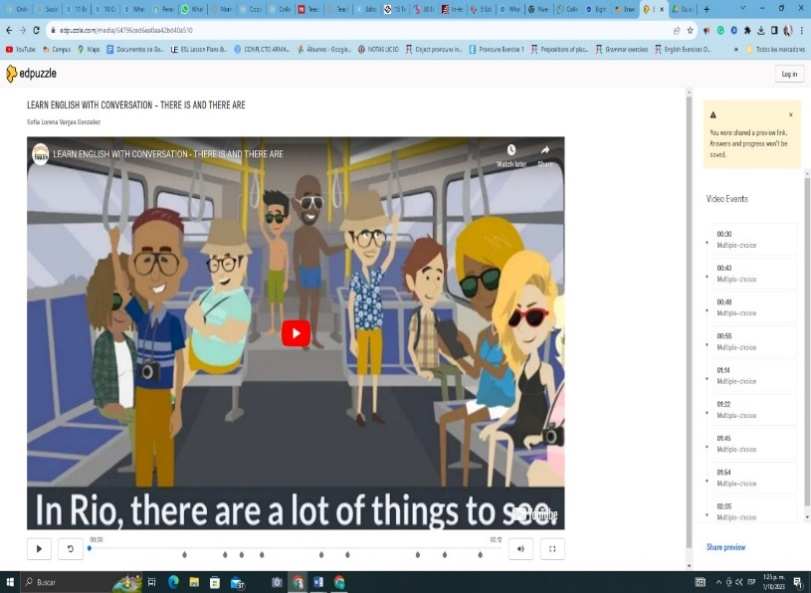 edpuzzle.com/media/
YouTube
Campus
Maps
Documentos de Go...
ESL Lesson Plans &...
CONFLICTO ARMA...
Álbumes - Google...
NOTAS LICEO
Object pronouns in...
Pronouns Exercise 1
Prepositions of plac...
Grammar exercises
English Exercises O...
Todos los marcadores
edpuzzle
Log in
LEARN ENGLISH WITH CONVERSATION - THERE IS AND THERE ARE
Sofia Lorena Vargas Gonzalez
LEARN ENGLISH WITH CONVERSATION - THERE IS AND THERE ARE
Watch later
Share
In Rio, there are a lot of things to see.
YouTube
00:00
02:10
You were shared a preview link.
Answers and progress won't be
saved.
Video Events
00:30
Multiple-choice
00:43
Multiple-choice
00:48
Multiple-choice
00:55
Multiple-choice
01:14
Multiple-choice
01:22
Multiple-choice
01:45
Multiple-choice
01:54
Multiple-choice
02:05
Multiple-choice
Share preview
Buscar
ESP
1:25 p. m.
1/10/2023